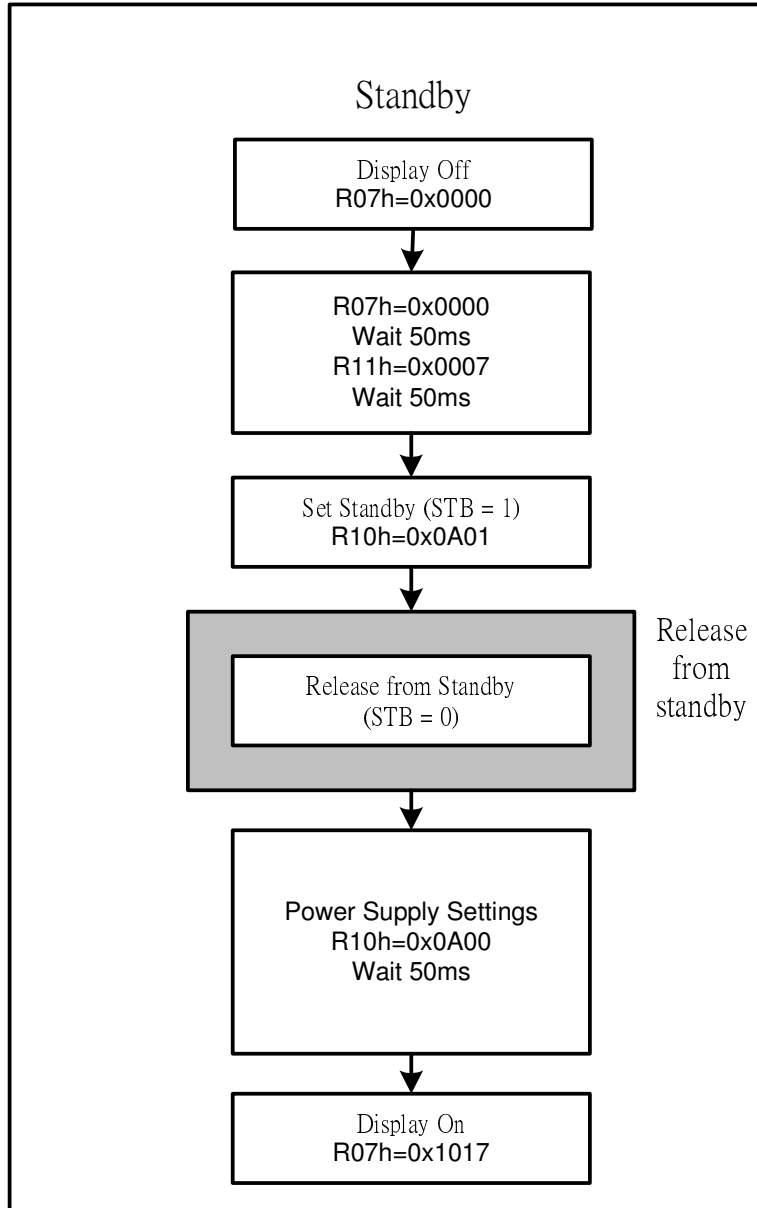 Standby
Display Off
R07h=0x0000
R07h=0x0000
Wait 50ms
R11h=0x0007
Wait 50ms
Set Standby (STB = 1)
R10h=0x0A01
Release from Standby
(STB = 0)
Release
from
standby
Power Supply Settings
R10h=0x0A00
Wait 50ms
Display On
R07h=0x1017